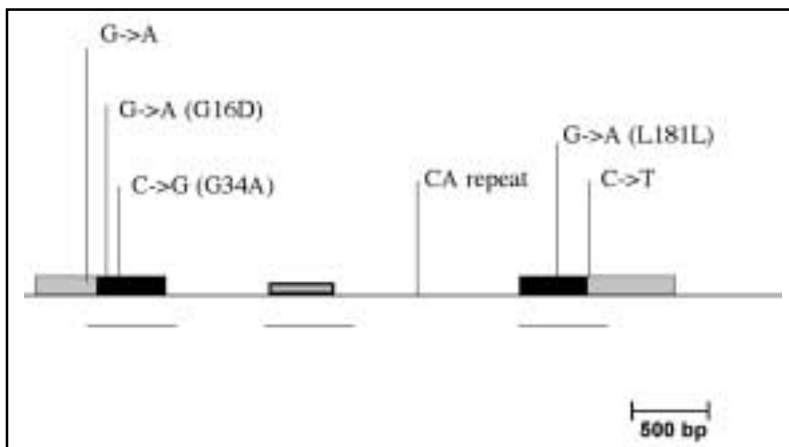 G->A
G->A (G16D)
C->G (G34A)
CA repeat
G->A (L181L)
C->T
500 bp